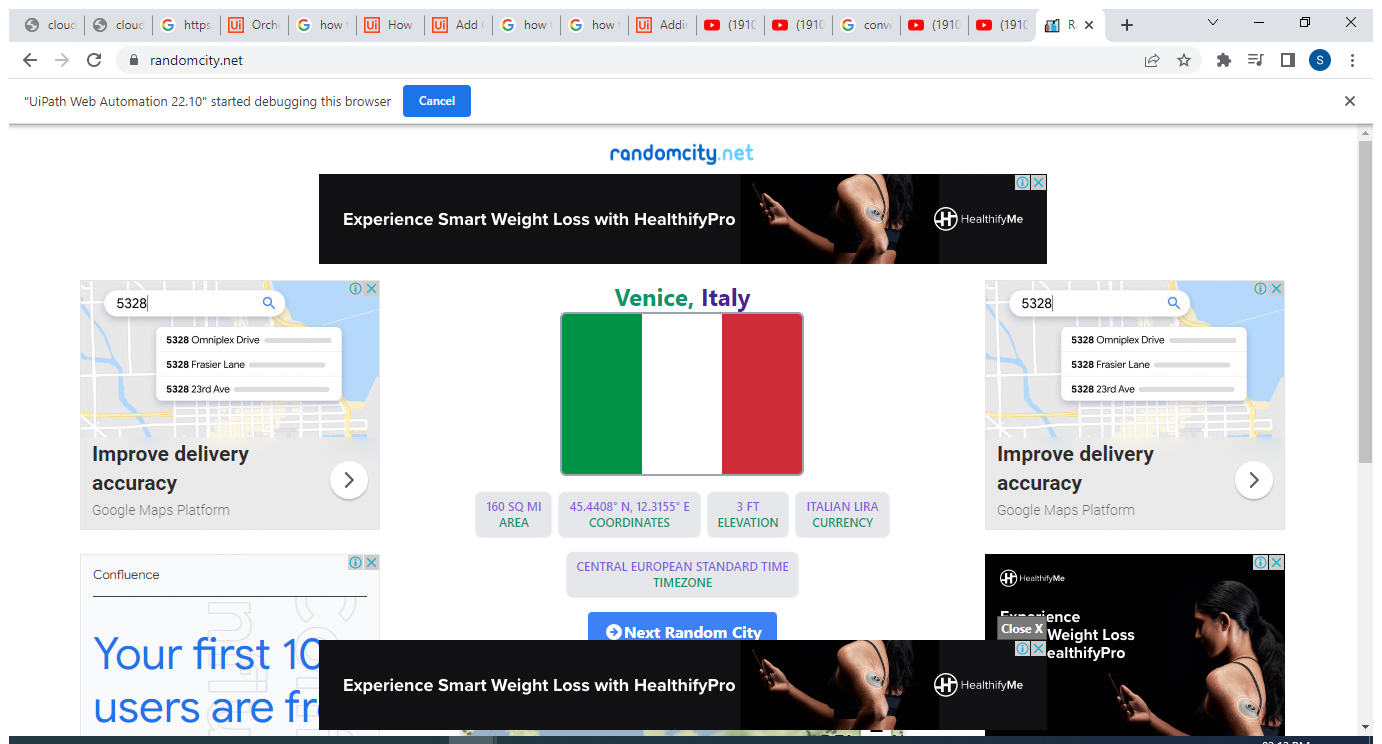 cloud
cloud
https
Orche
how t
How
Add
how t
how t
Addin
(1910
(1910
conve
(1910
(1910
R
randomcity.net
S
"UiPath Web Automation 22.10" started debugging this browser
Cancel
randomcity.net
Experience Smart Weight Loss with HealthifyPro
HealthifyMe
5328
5328 Omniplex Drive
5328 Frasier Lane
5328 23rd Ave
Improve delivery
accuracy
Google Maps Platform
Venice, Italy
160 SQ MI
AREA
45.4408° N, 12.3155° E
COORDINATES
3 FT
ELEVATION
ITALIAN LIRA
CURRENCY
CENTRAL EUROPEAN STANDARD TIME
TIMEZONE
Next Random City
5328
5328 Omniplex Drive
5328 Frasier Lane
5328 23rd Ave
Improve delivery
accuracy
Google Maps Platform
Confluence
Your first 10
users are fr
Experience Smart Weight Loss with HealthifyPro
HealthifyMe
HealthifyMe
Experience
Close X
Weight Loss
HealthifyPro